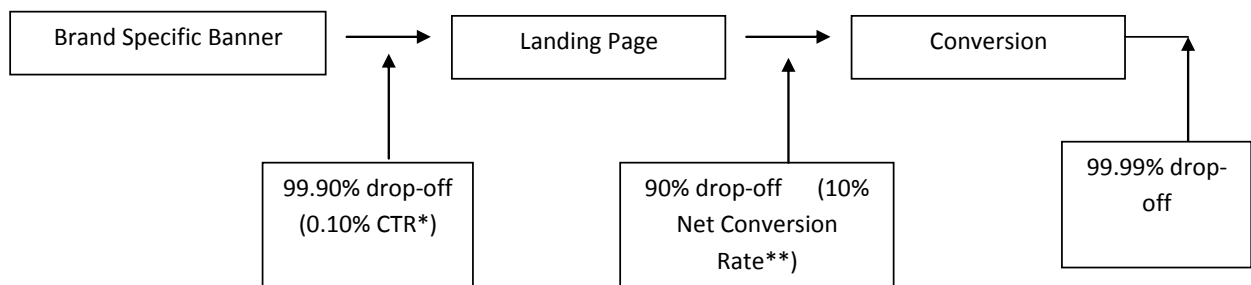 Brand Specific Banner
Landing Page
Conversion
99.90% drop-off
(0.10% CTR*)
90% drop-off (10%
Net Conversion
Rate**)
99.99% drop-
off